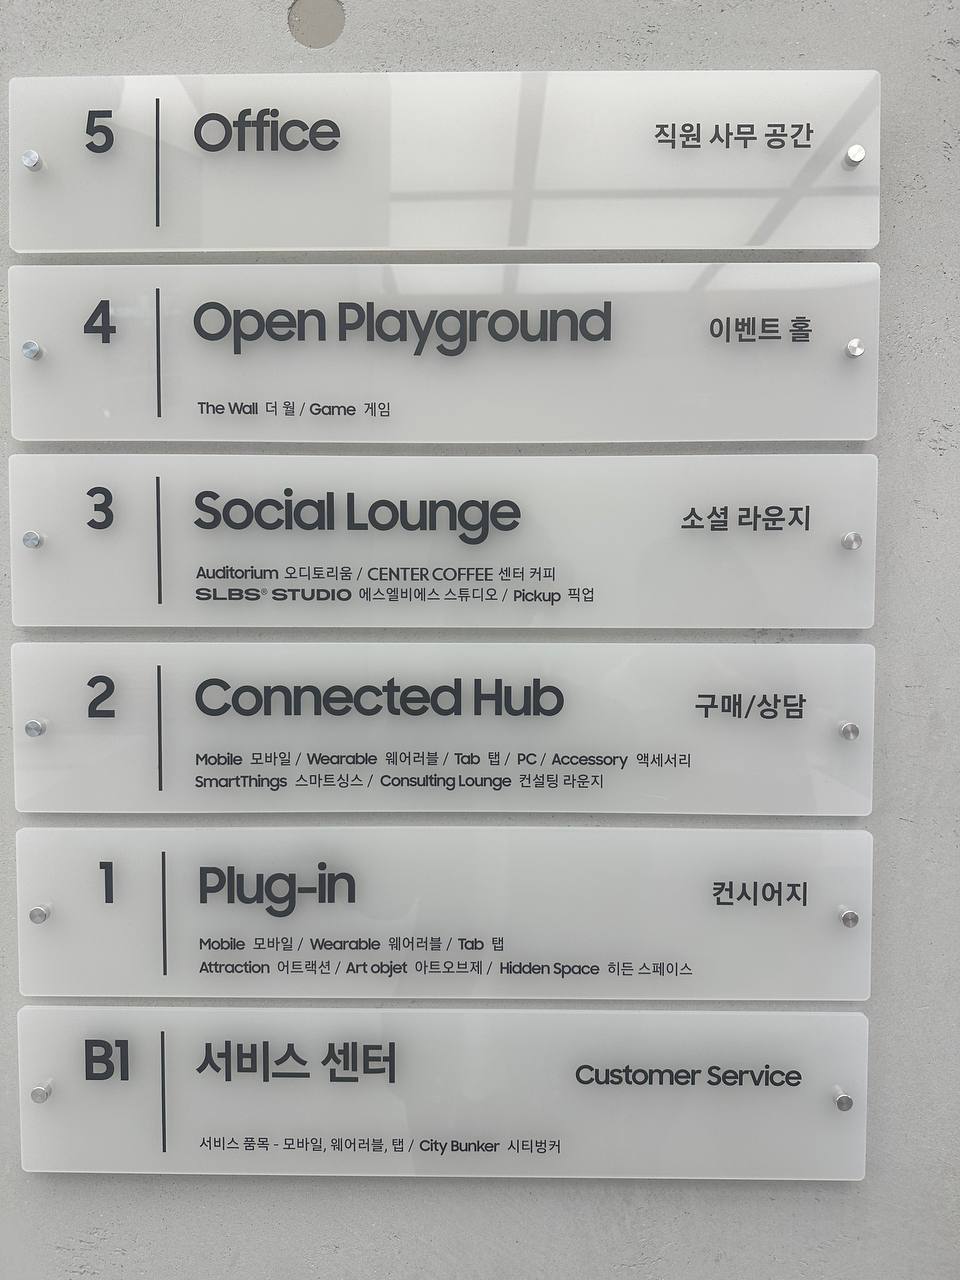 5 Office 직원 사무 공간
4 Open Playground 이벤트 홀
The Wall 더 월 / Game 게임
3 Social Lounge 소셜 라운지
Auditorium 오디토리움 / CENTER COFFEE 센터 커피
SLBS® STUDIO 에스엘비에스 스튜디오 / Pickup 픽업
2 Connected Hub 구매/상담
Mobile 모바일 / Wearable 웨어러블 / Tab 탭 / PC / Accessory 액세서리
SmartThings 스마트싱스 / Consulting Lounge 컨설팅 라운지
1 Plug-in 컨시어지
Mobile 모바일 / Wearable 웨어러블 / Tab 탭
Attraction 어트랙션 / Art objet 아트오브제 / Hidden Space 히든 스페이스
B1 서비스 센터 Customer Service
서비스 품목 - 모바일, 웨어러블, 탭 / City Bunker 시티벙커